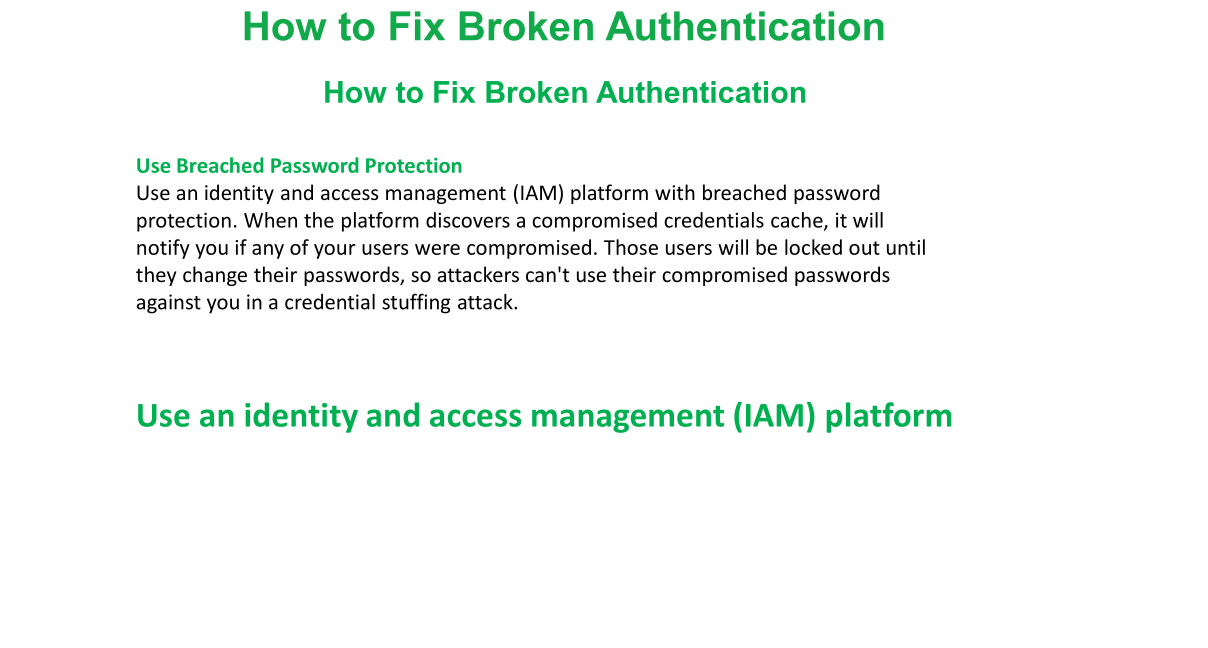 How to Fix Broken Authentication
How to Fix Broken Authentication
Use Breached Password Protection
Use an identity and access management (IAM) platform with breached password
protection. When the platform discovers a compromised credentials cache, it will
notify you if any of your users were compromised. Those users will be locked out until
they change their passwords, so attackers can't use their compromised passwords
against you in a credential stuffing attack.
Use an identity and access management (IAM) platform